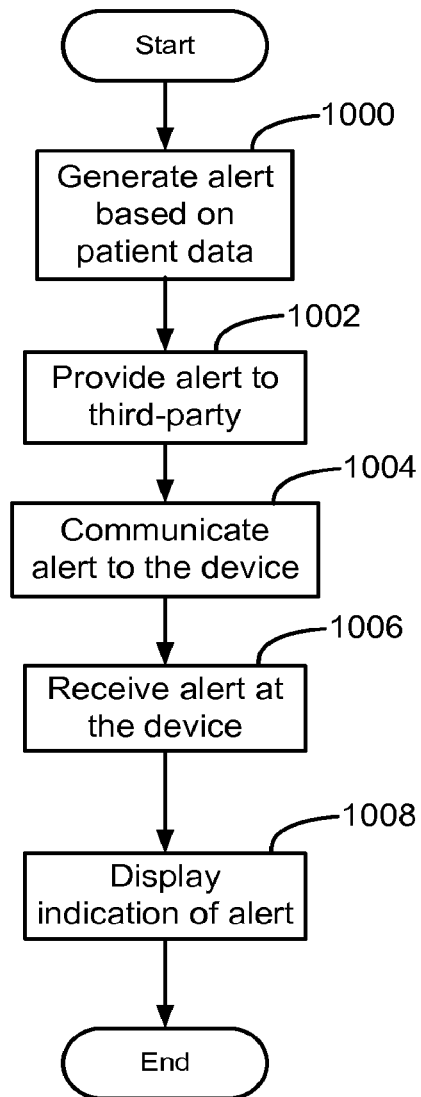 Start
1000
Generate alert
based on
patient data
1002
Provide alert to
third-party
1004
Communicate
alert to the device
1006
Receive alert at
the device
1008
Display
indication of alert
End